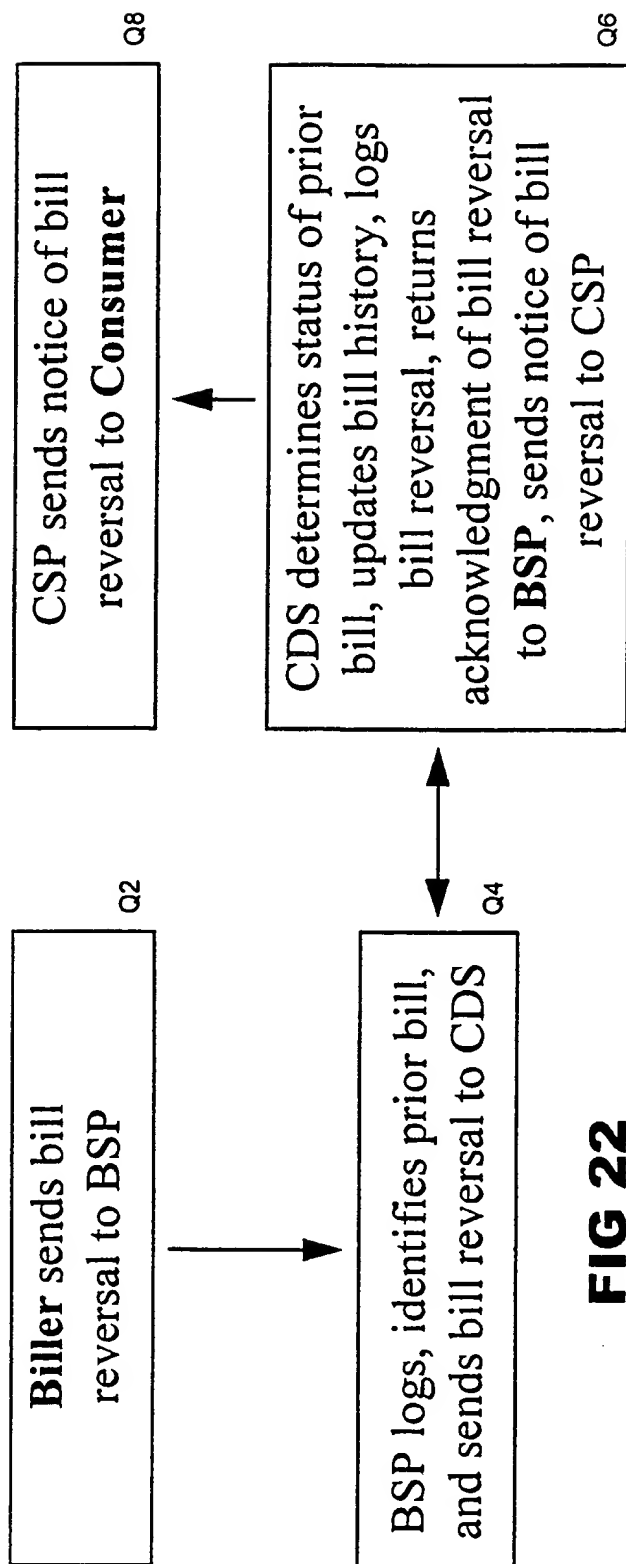 Biller sends bill
reversal to BSP
Q2
BSP logs, identifies prior bill,
and sends bill reversal to CDS
Q4
CDS determines status of prior
bill, updates bill history, logs
bill reversal, returns
acknowledgment of bill reversal
to BSP, sends notice of bill
reversal to CSP
Q6
CSP sends notice of bill
reversal to Consumer
Q8
FIG 22